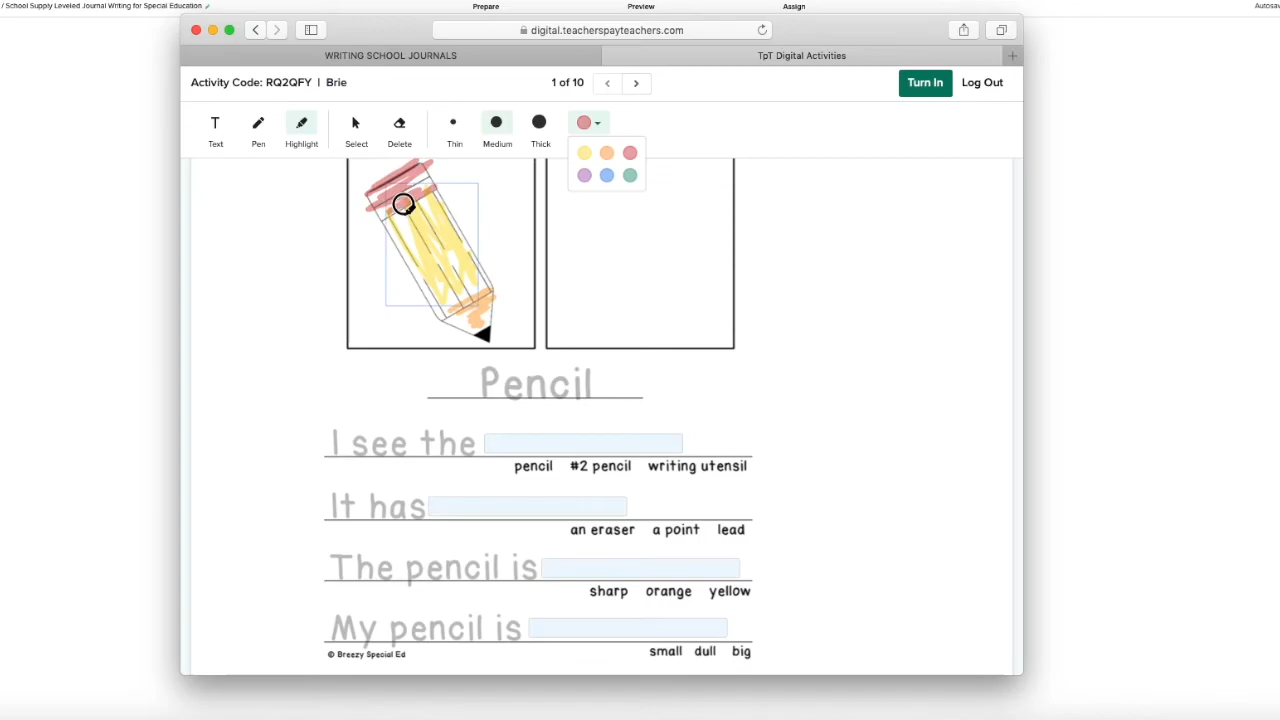 / School Supply Leveled Journal Writing for Special Education
Prepare
Preview
Assign
digital.teacherspayteachers.com
WRITING SCHOOL JOURNALS
TpT Digital Activities
Activity Code: RQ2QFY | Brie
1 of 10
Turn In
Log Out
Text
Pen
Highlight
Select
Delete
Thin
Medium
Thick
Pencil
I see the
pencil #2 pencil writing utensil
It has
an eraser a point lead
The pencil is
sharp orange yellow
My pencil is
small dull big
© Breezy Special Ed